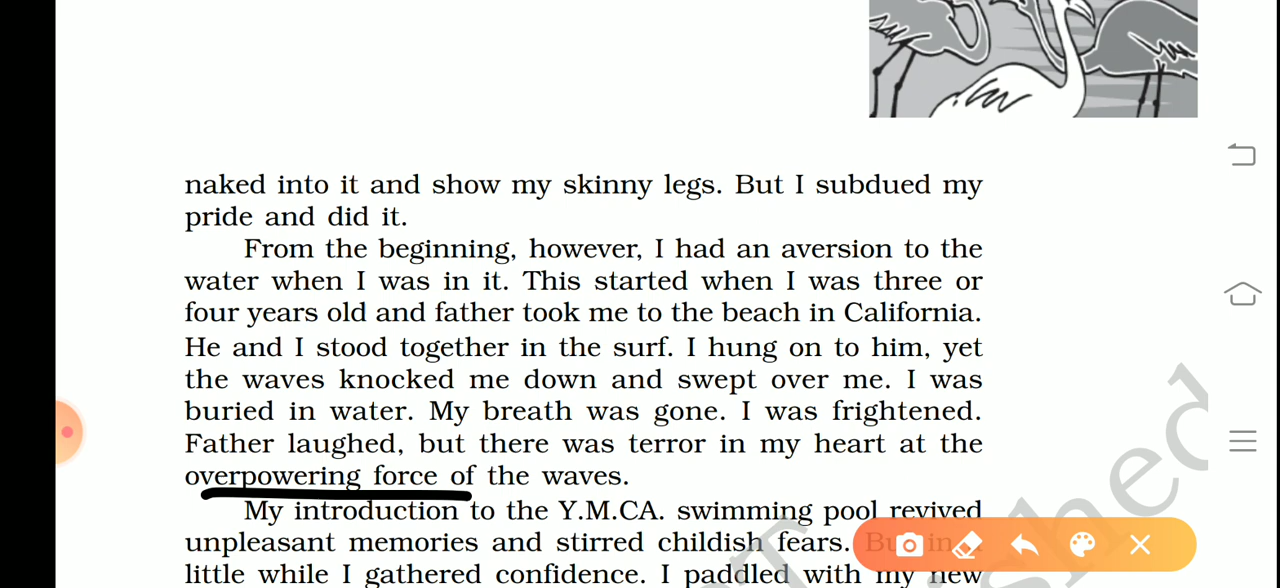 naked into it and show my skinny legs. But I subdued my
pride and did it.
From the beginning, however, I had an aversion to the
water when I was in it. This started when I was three or
four years old and father took me to the beach in California.
He and I stood together in the surf. I hung on to him, yet
the waves knocked me down and swept over me. I was
buried in water. My breath was gone. I was frightened.
Father laughed, but there was terror in my heart at the
overpowering force of the waves.
My introduction to the Y.M.CA. swimming pool revived
unpleasant memories and stirred childish fears.
little while I gathered confidence. I paddled with my new
shed